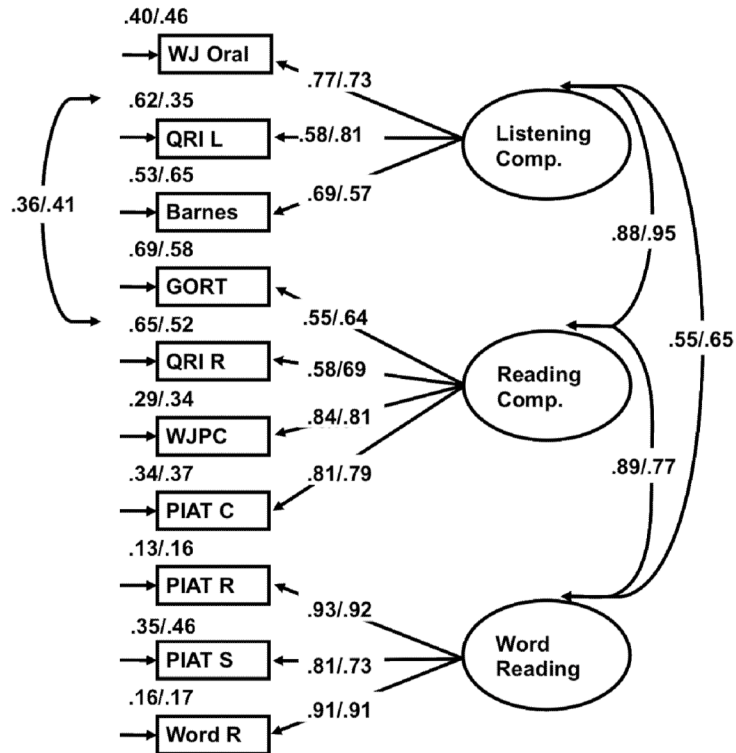 .40/.46
WJ Oral
.77/.73
.62/.35
QRI L
.58/.81
Listening
Comp.
.53/.65
Barnes
.69/.57
.36/.41
.88/.95
.69/.58
GORT
.55/.64
.65/.52
QRI R
.58/69
.55/.65
Reading
Comp.
.29/.34
WJPC
.84/.81
.89/.77
.34/.37
PIAT C
.81/.79
.13/.16
PIAT R
.93/.92
.35/.46
PIAT S
.81/.73
Word
Reading
.16/.17
Word R
.91/.91